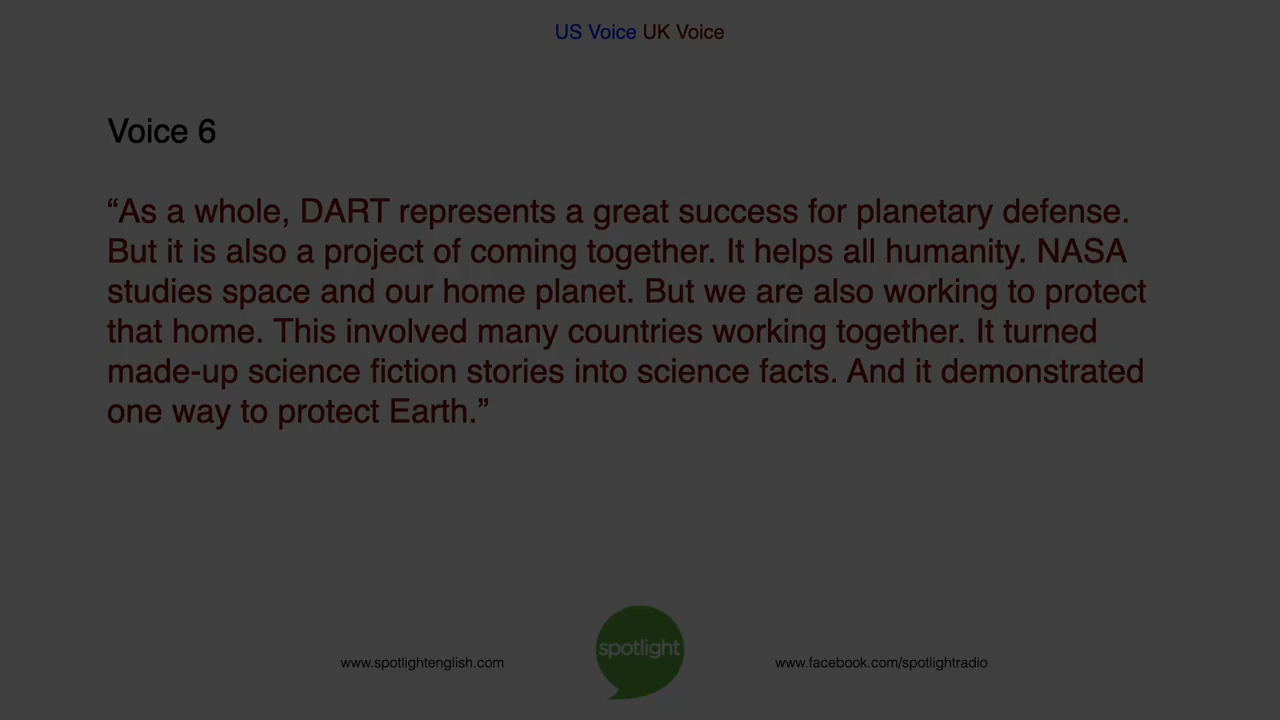 US Voice UK Voice
Voice 6
“As a whole, DART represents a great success for planetary defense.
But it is also a project of coming together. It helps all humanity. NASA
studies space and our home planet. But we are also working to protect
that home. This involved many countries working together. It turned
made-up science fiction stories into science facts. And it demonstrated
one way to protect Earth.”
spotlight
www.spotlightenglish.com
www.facebook.com/spotlightradio